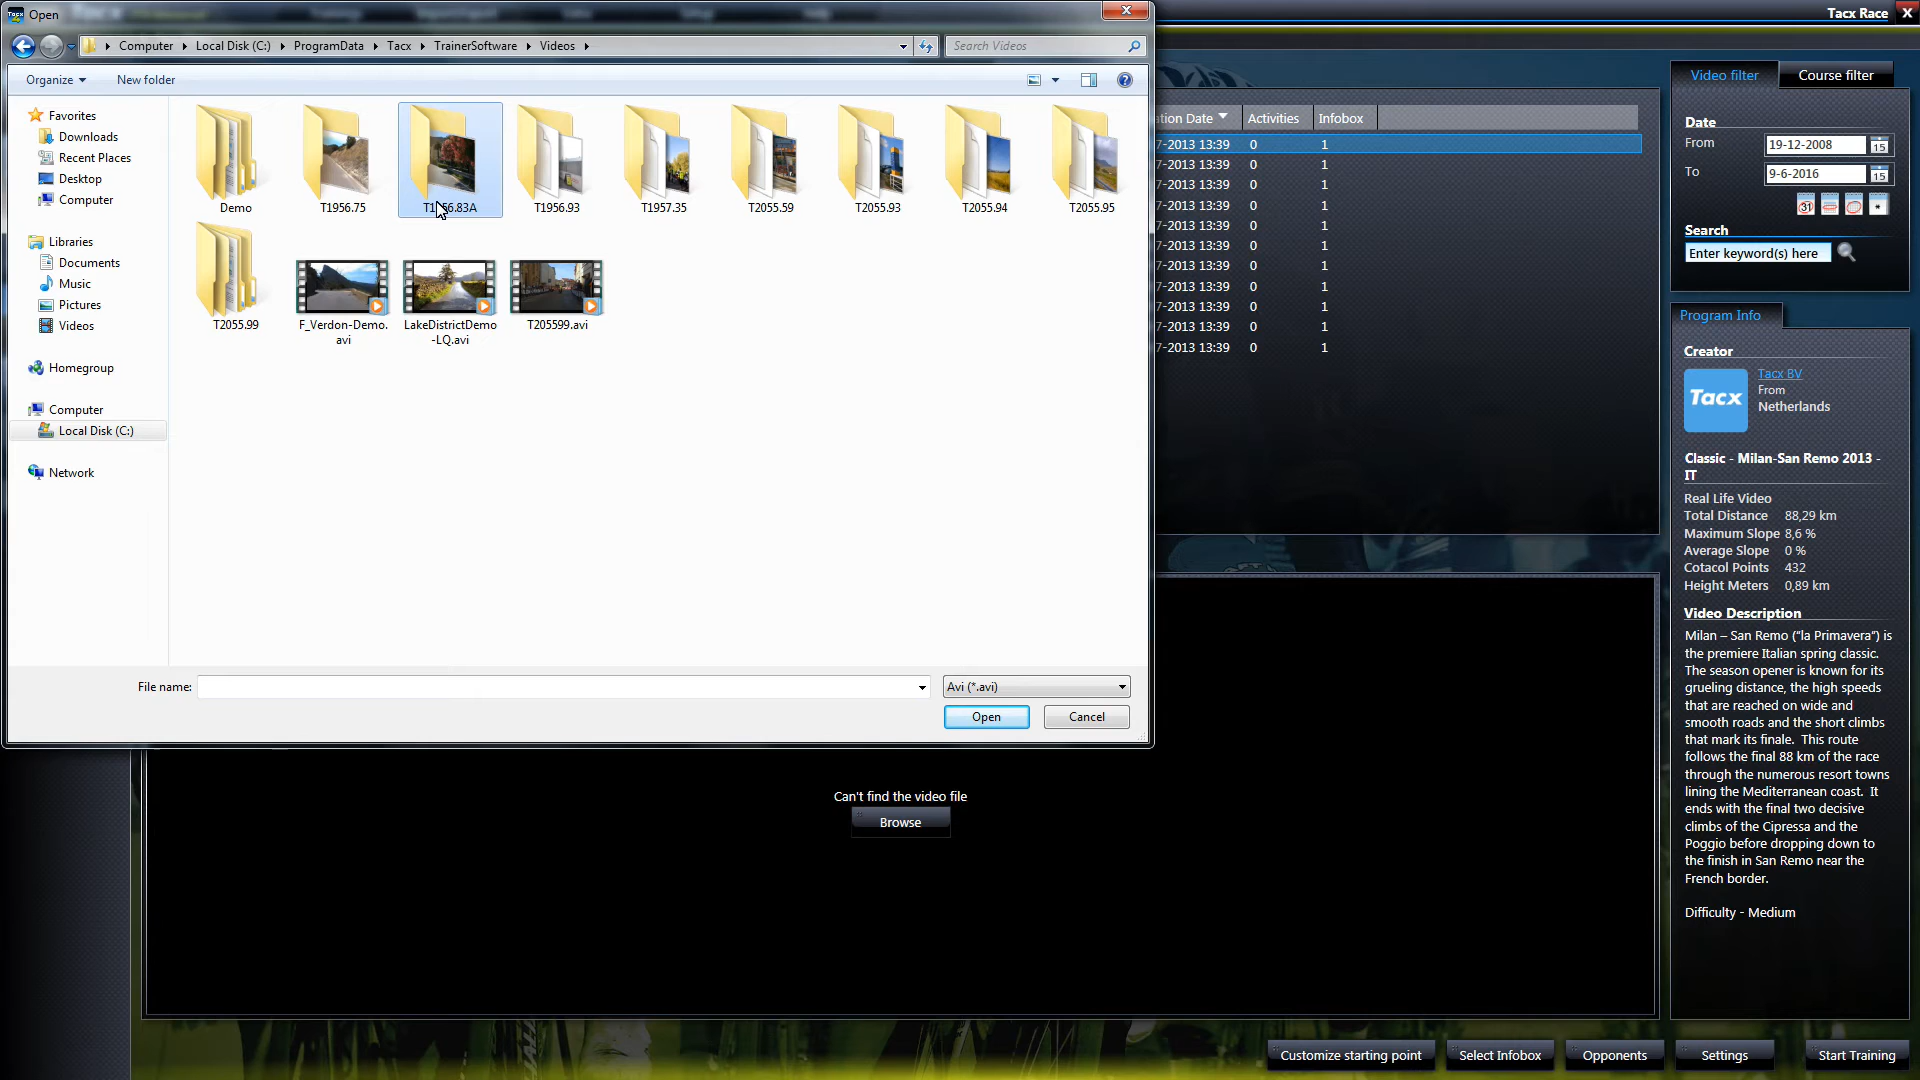 Open
Tacx Race
Computer Local Disk (C:) ProgramData Tacx TrainerSoftware Videos
Search Videos
Organize
New folder
Favorites
Downloads
Recent Places
Desktop
Computer
Libraries
Documents
Music
Pictures
Videos
Homegroup
Computer
Local Disk (C:)
Network
Demo
T1956.75
T1956.83A
T1956.93
T1957.35
T2055.59
T2055.93
T2055.94
T2055.95
T2055.99
F_Verdon-Demo.
avi
LakeDistrictDemo
-LQ.avi
T205599.avi
File name:
Avi (*.avi)
Open
Cancel
ation Date Activities Infobox
7-2013 13:39 0 1
7-2013 13:39 0 1
7-2013 13:39 0 1
7-2013 13:39 0 1
7-2013 13:39 0 1
7-2013 13:39 0 1
7-2013 13:39 0 1
7-2013 13:39 0 1
7-2013 13:39 0 1
7-2013 13:39 0 1
7-2013 13:39 0 1
Can't find the video file
Browse
Video filter
Course filter
Date
From 19-12-2008 15
To 9-6-2016 15
31
Search
Enter keyword(s) here
Program Info
Creator
Tacx
Tacx BV
From
Netherlands
Classic - Milan-San Remo 2013 -
IT
Real Life Video
Total Distance 88,29 km
Maximum Slope 8,6 %
Average Slope 0 %
Cotacol Points 432
Height Meters 0,89 km
Video Description
Milan – San Remo (“la Primavera”) is
the premiere Italian spring classic.
The season opener is known for its
grueling distance, the high speeds
that are reached on wide and
smooth roads and the short climbs
that mark its finale. This route
follows the final 88 km of the race
through the numerous resort towns
lining the Mediterranean coast. It
ends with the final two decisive
climbs of the Cipressa and the
Poggio before dropping down to
the finish in San Remo near the
French border.
Difficulty - Medium
Customize starting point
Select Infobox
Opponents
Settings
Start Training